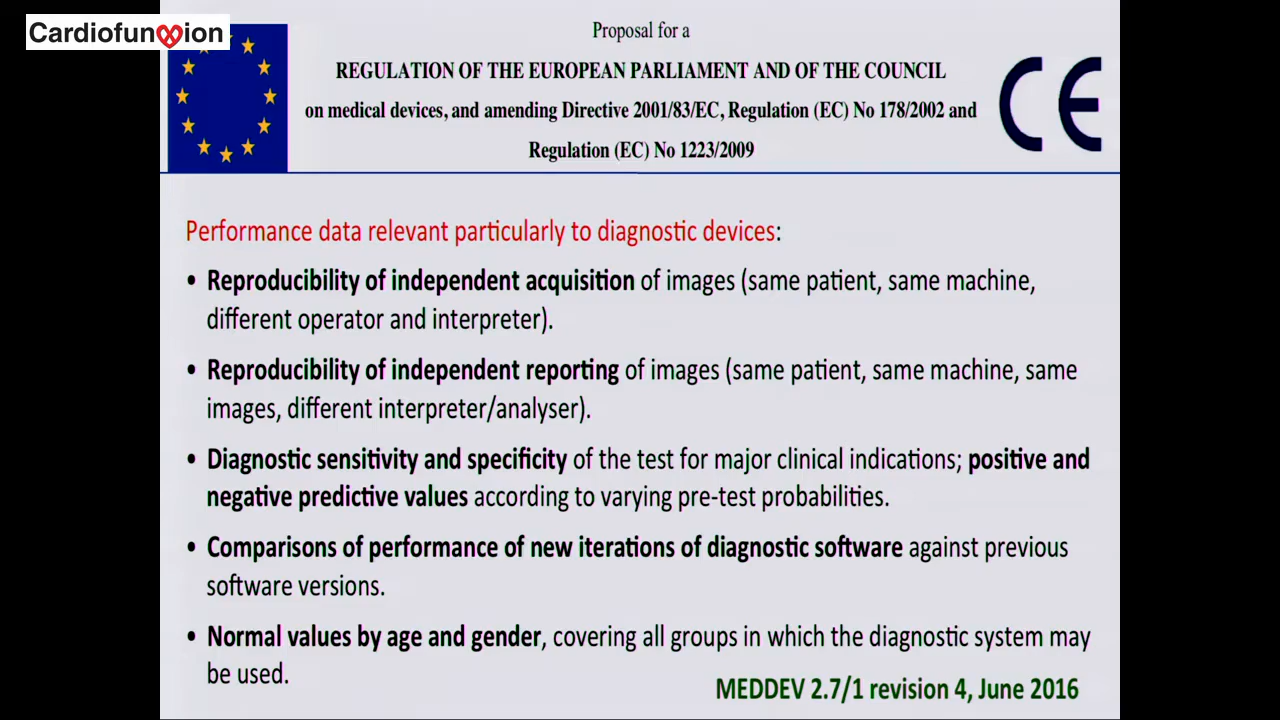 CardiofunXion
Proposal for a
REGULATION OF THE EUROPEAN PARLIAMENT AND OF THE COUNCIL
on medical devices, and amending Directive 2001/83/EC, Regulation (EC) No 178/2002 and
Regulation (EC) No 1223/2009
CE
Performance data relevant particularly to diagnostic devices:
• Reproducibility of independent acquisition of images (same patient, same machine,
different operator and interpreter).
• Reproducibility of independent reporting of images (same patient, same machine, same
images, different interpreter/analyser).
• Diagnostic sensitivity and specificity of the test for major clinical indications; positive and
negative predictive values according to varying pre-test probabilities.
• Comparisons of performance of new iterations of diagnostic software against previous
software versions.
• Normal values by age and gender, covering all groups in which the diagnostic system may
be used.
MEDDEV 2.7/1 revision 4, June 2016